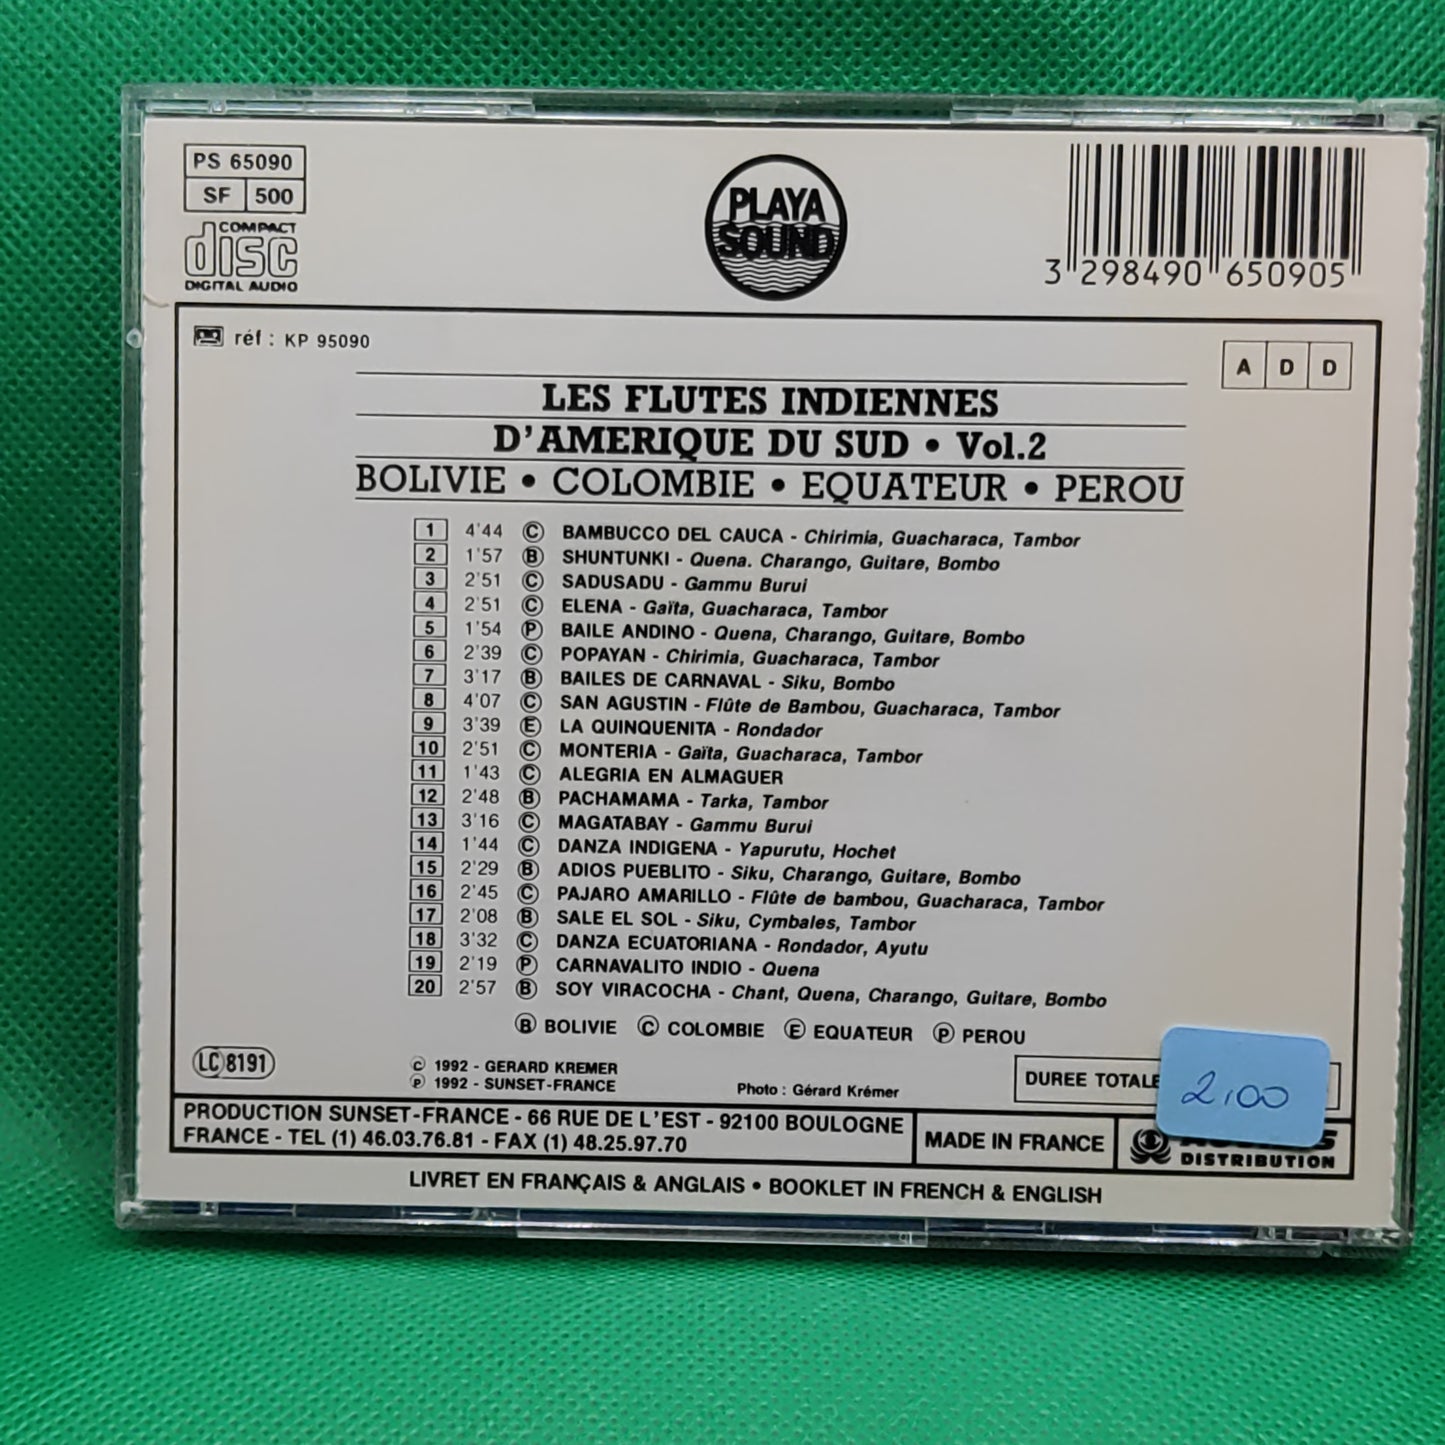 PS 65090
SF 500
COMPACT
disc
DIGITAL AUDIO
PLAYA
SOUND
3 298490 650905
réf : KP 95090
A D D
LES FLUTES INDIENNES
D'AMERIQUE DU SUD • Vol.2
BOLIVIE • COLOMBIE • EQUATEUR • PEROU
1 4'44 C BAMBUCCO DEL CAUCA - Chirimia, Guacharaca, Tambor
2 1'57 B SHUNTUNKI - Quena. Charango, Guitare, Bombo
3 2'51 C SADUSADU - Gammu Burui
4 2'51 C ELENA - Gaïta, Guacharaca, Tambor
5 1'54 P BAILE ANDINO - Quena, Charango, Guitare, Bombo
6 2'39 C POPAYAN - Chirimia, Guacharaca, Tambor
7 3'17 B BAILES DE CARNAVAL - Siku, Bombo
8 4'07 C SAN AGUSTIN - Flûte de Bambou, Guacharaca, Tambor
9 3'39 E LA QUINQUENITA - Rondador
10 2'51 C MONTERIA - Gaïta, Guacharaca, Tambor
11 1'43 C ALEGRIA EN ALMAGUER
12 2'48 B PACHAMAMA - Tarka, Tambor
13 3'16 C MAGATABAY - Gammu Burui
14 1'44 C DANZA INDIGENA - Yapurutu, Hochet
15 2'29 B ADIOS PUEBLITO - Siku, Charango, Guitare, Bombo
16 2'45 C PAJARO AMARILLO - Flûte de bambou, Guacharaca, Tambor
17 2'08 B SALE EL SOL - Siku, Cymbales, Tambor
18 3'32 C DANZA ECUATORIANA - Rondador, Ayutu
19 2'19 P CARNAVALITO INDIO - Quena
20 2'57 B SOY VIRACOCHA - Chant, Quena, Charango, Guitare, Bombo
B BOLIVIE C COLOMBIE E EQUATEUR P PEROU
LC 8191
© 1992 - GERARD KREMER
℗ 1992 - SUNSET-FRANCE
Photo : Gérard Krémer
DUREE TOTALE
2,00
PRODUCTION SUNSET-FRANCE - 66 RUE DE L'EST - 92100 BOULOGNE
FRANCE - TEL (1) 46.03.76.81 - FAX (1) 48.25.97.70
MADE IN FRANCE
DISTRIBUTION
LIVRET EN FRANÇAIS & ANGLAIS • BOOKLET IN FRENCH & ENGLISH